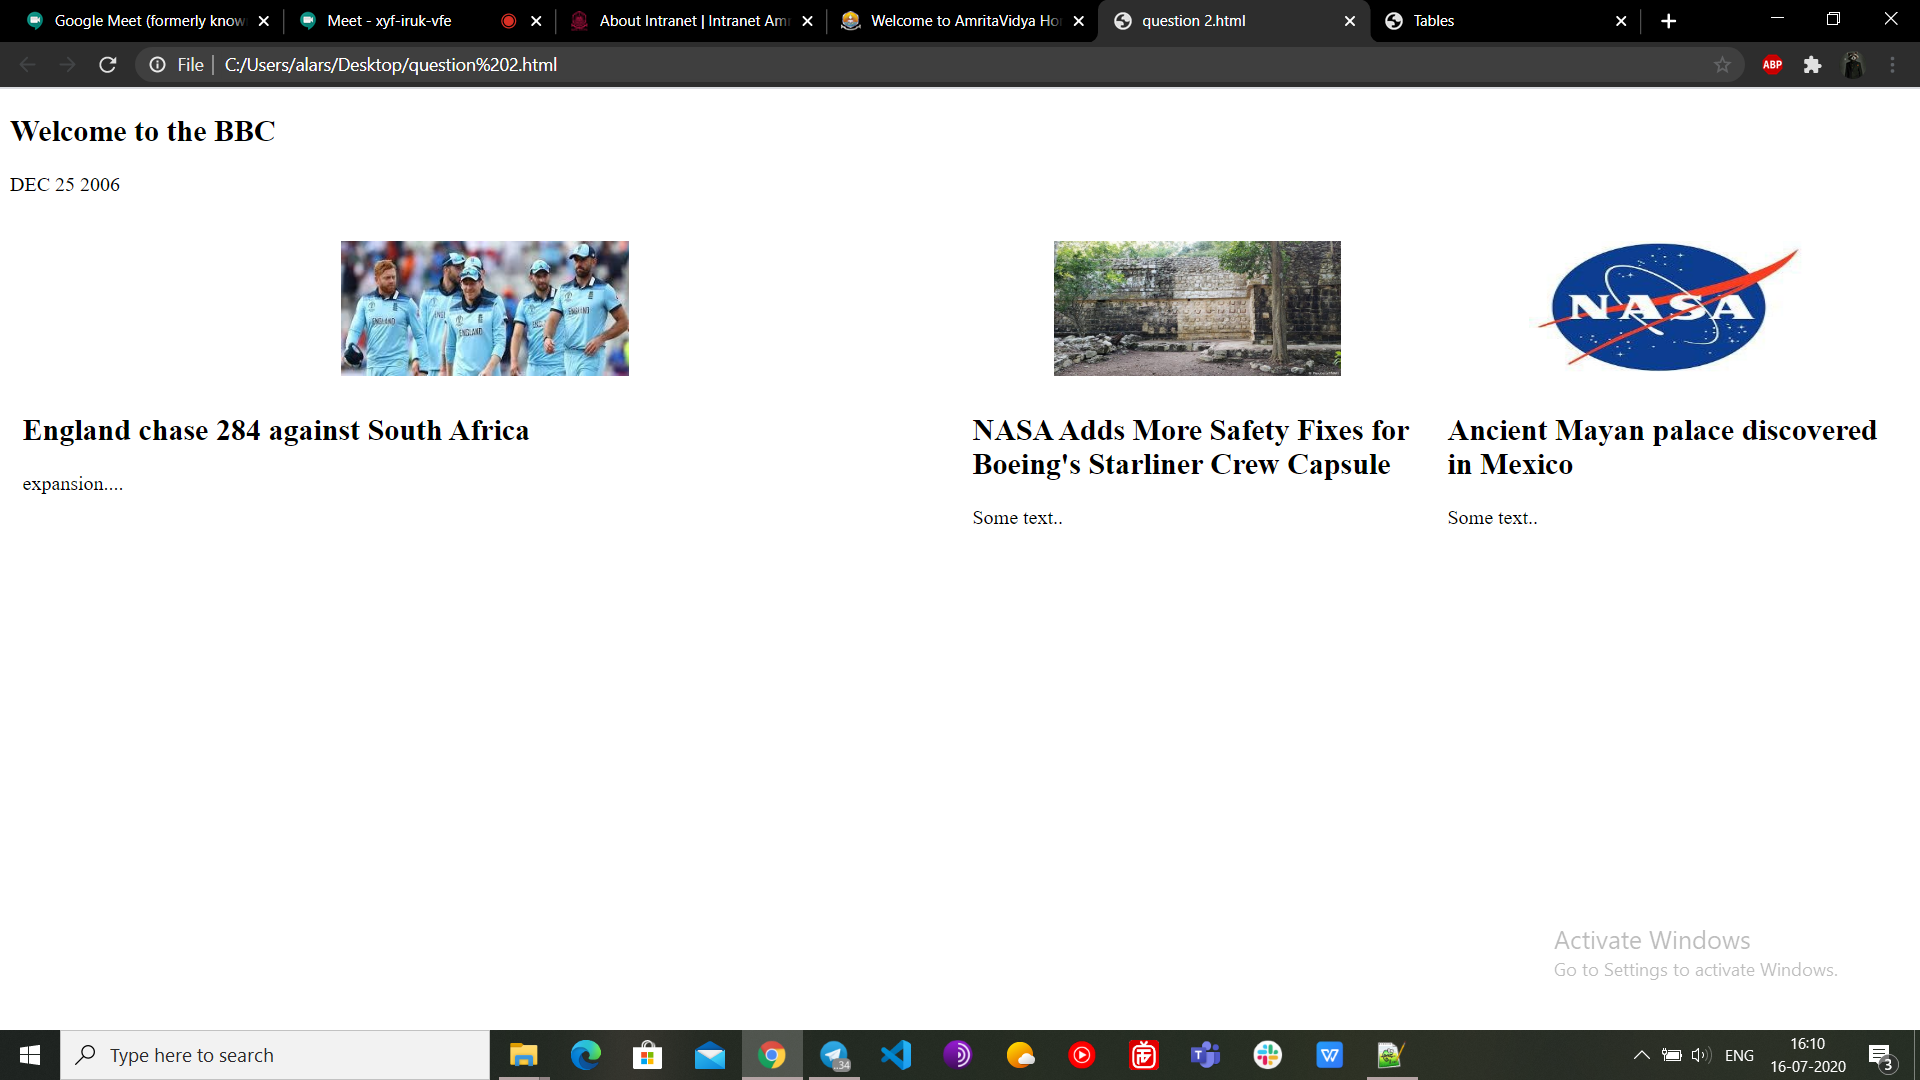 Google Meet (formerly know
Meet - xyf-iruk-vfe
About Intranet | Intranet Am
Welcome to AmritaVidya Ho
question 2.html
Tables
File
C:/Users/alars/Desktop/question%202.html
ABP
Welcome to the BBC
DEC 25 2006
ENGLAND
ENGLAND
NASA
England chase 284 against South Africa
expansion....
NASA Adds More Safety Fixes for
Boeing's Starliner Crew Capsule
Some text..
Ancient Mayan palace discovered
in Mexico
Some text..
Activate Windows
Go to Settings to activate Windows.
Type here to search
.34
W
ENG
16:10
16-07-2020
3